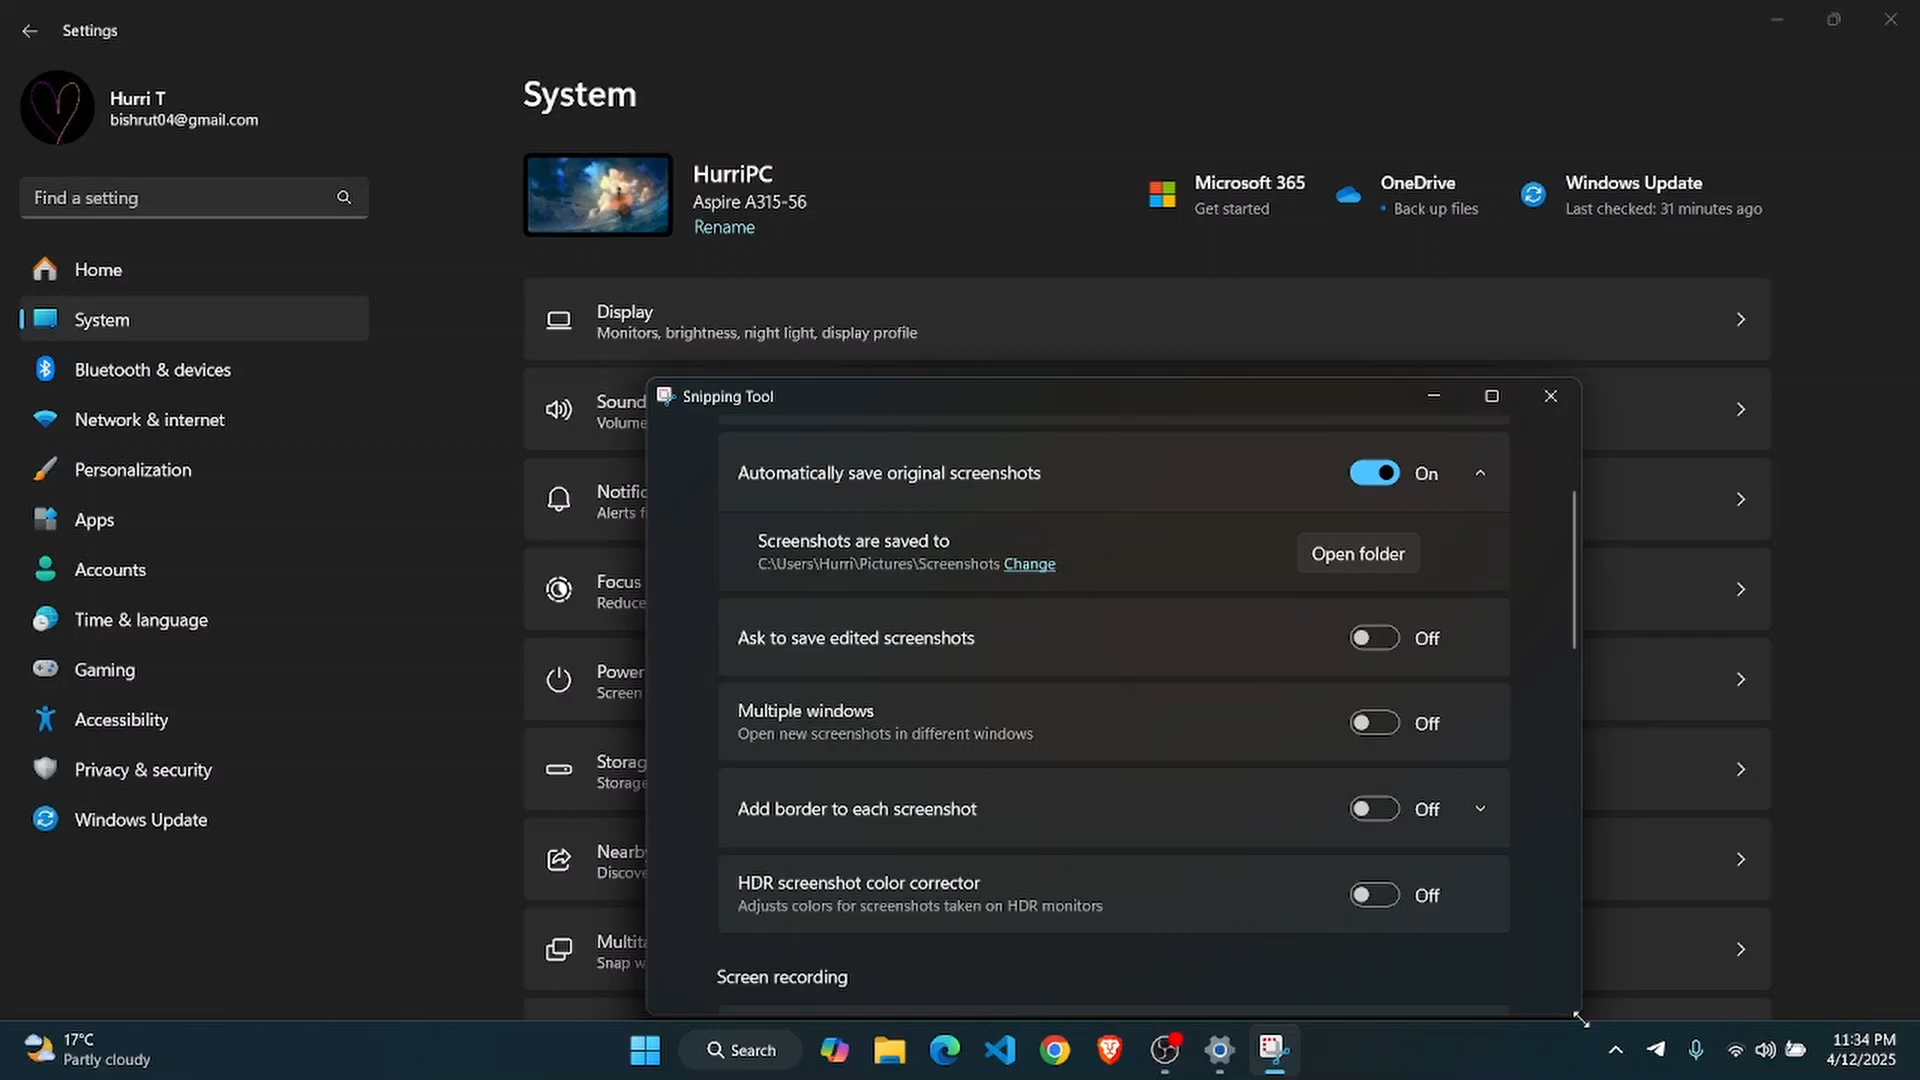 Settings
Hurri T
bishrut04@gmail.com
Find a setting
Home
System
Bluetooth & devices
Network & internet
Personalization
Apps
Accounts
Time & language
Gaming
Accessibility
Privacy & security
Windows Update
System
HurriPC
Aspire A315-56
Rename
Microsoft 365
Get started
OneDrive
• Back up files
Windows Update
Last checked: 31 minutes ago
Display
Monitors, brightness, night light, display profile
Sound
Volume
Notific
Alerts f
Focus
Reduce
Power
Screen
Storag
Storage
Nearby
Discove
Multita
Snap w
Snipping Tool
Automatically save original screenshots
On
Screenshots are saved to
C:\Users\Hurri\Pictures\Screenshots Change
Open folder
Ask to save edited screenshots
Off
Multiple windows
Open new screenshots in different windows
Off
Add border to each screenshot
Off
HDR screenshot color corrector
Adjusts colors for screenshots taken on HDR monitors
Off
Screen recording
17°C
Partly cloudy
Search
11:34 PM
4/12/2025